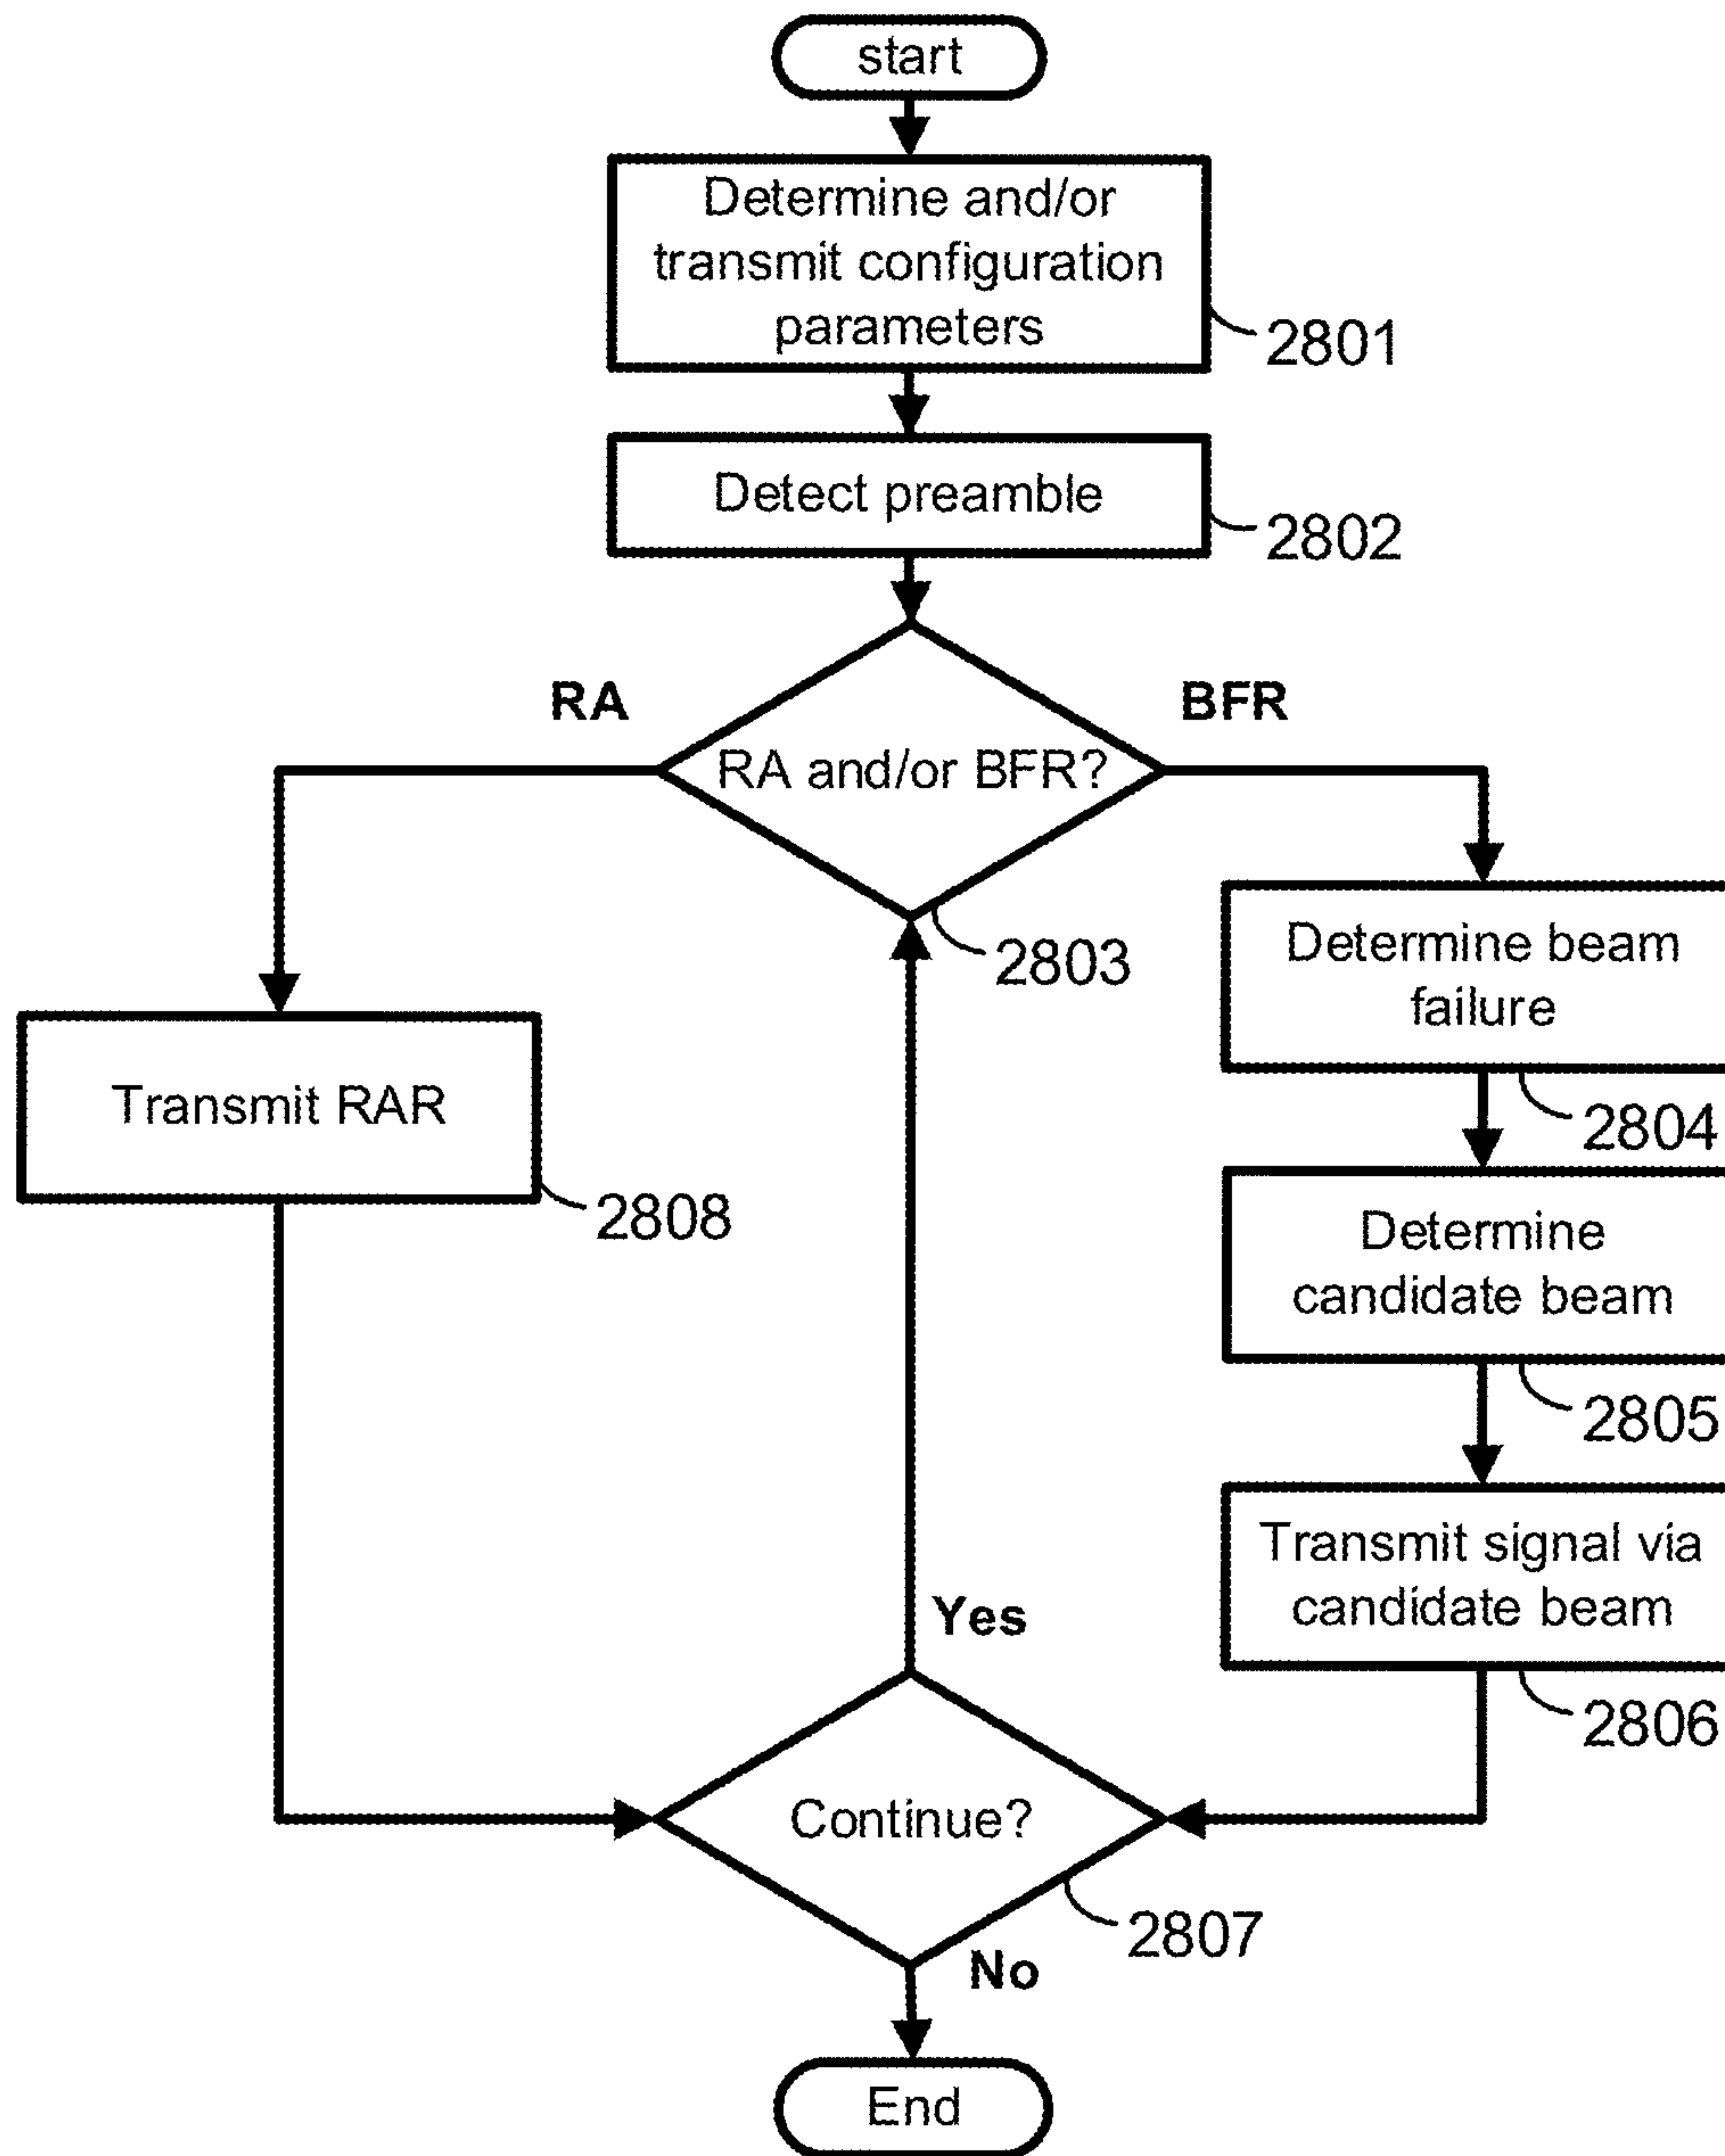 start
Determine and/or
transmit configuration
parameters
2801
Detect preamble
2802
RA
BFR
RA and/or BFR?
2803
Determine beam
failure
2804
Transmit RAR
2808
Determine
candidate beam
2805
Transmit signal via
candidate beam
2806
Yes
Continue?
2807
No
End